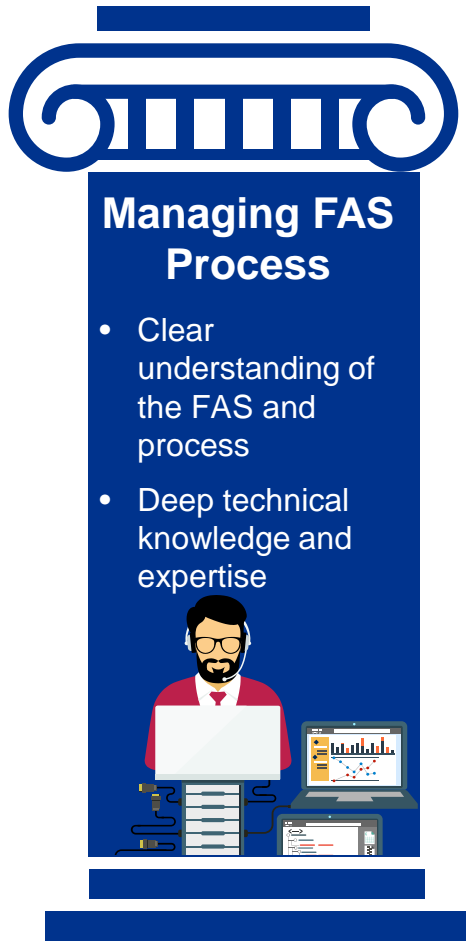 Managing FAS
Process
• Clear
understanding of
the FAS and
process
• Deep technical
knowledge and
expertise